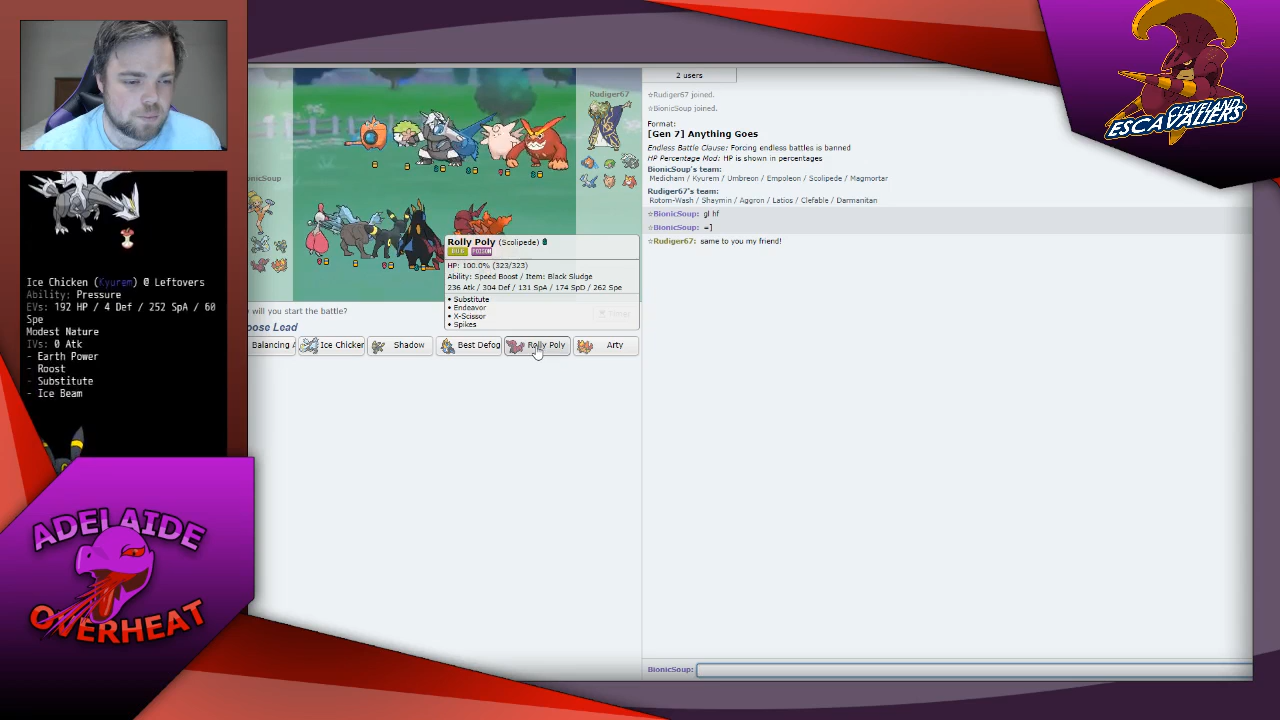 2 users
Rudiger67
☆Rudiger67 joined.
☆BionicSoup joined.
Format:
[Gen 7] Anything Goes
Endless Battle Clause: Forcing endless battles is banned
HP Percentage Mod: HP is shown in percentages
BionicSoup's team:
Medicham / Kyurem / Umbreon / Empoleon / Scolipede / Magmortar
Rudiger67's team:
Rotom-Wash / Shaymin / Aggron / Latios / Clefable / Darmanitan
☆BionicSoup: gl hf
☆BionicSoup: =]
☆Rudiger67: same to you my friend!
CLEVELAND
ESCAVALIERS
onicSoup
Rolly Poly (Scolipede)
HP: 100.0% (323/323)
Ability: Speed Boost / Item: Black Sludge
236 Atk / 304 Def / 131 SpA / 174 SpD / 262 Spe
• Substitute
• Endeavor
• X-Scissor
• Spikes
will you start the battle?
Timer
oose Lead
Balancing A
Ice Chicken
Shadow
Best Defog
Rolly Poly
Arty
Ice Chicken (Kyurem) @ Leftovers
Ability: Pressure
EVs: 192 HP / 4 Def / 252 SpA / 60
Spe
Modest Nature
IVs: 0 Atk
- Earth Power
- Roost
- Substitute
- Ice Beam
ADELAIDE
OVERHEAT
BionicSoup: